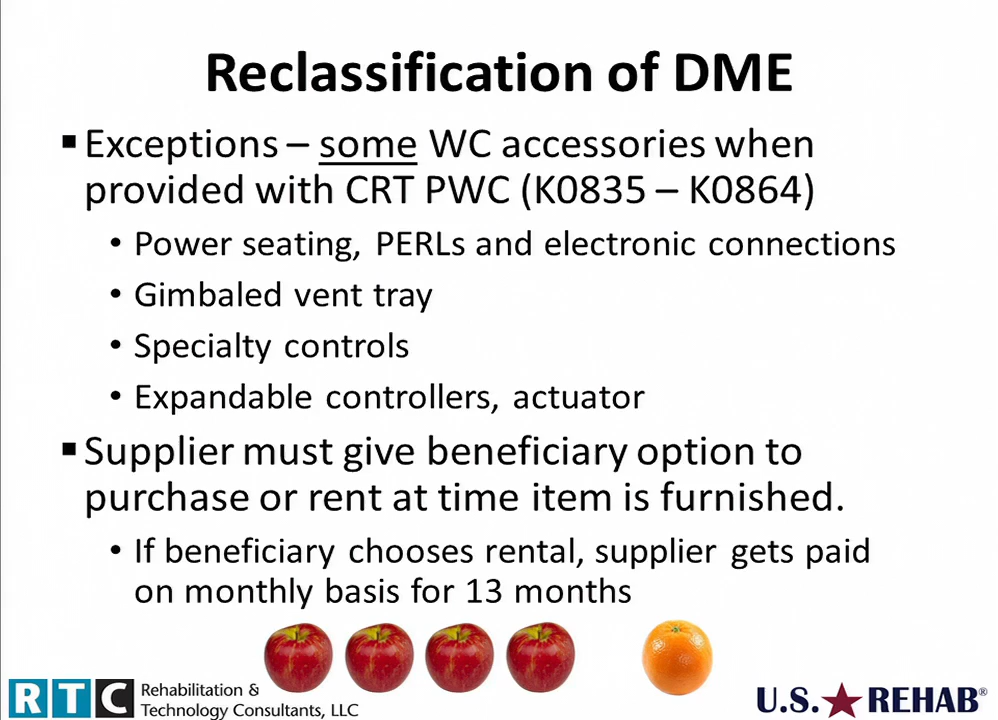 Reclassification of DME
▪ Exceptions – some WC accessories when
provided with CRT PWC (K0835 – K0864)
• Power seating, PERLs and electronic connections
• Gimbaled vent tray
• Specialty controls
• Expandable controllers, actuator
▪ Supplier must give beneficiary option to
purchase or rent at time item is furnished.
• If beneficiary chooses rental, supplier gets paid
on monthly basis for 13 months
RTC Rehabilitation &
Technology Consultants, LLC
U.S. REHAB®